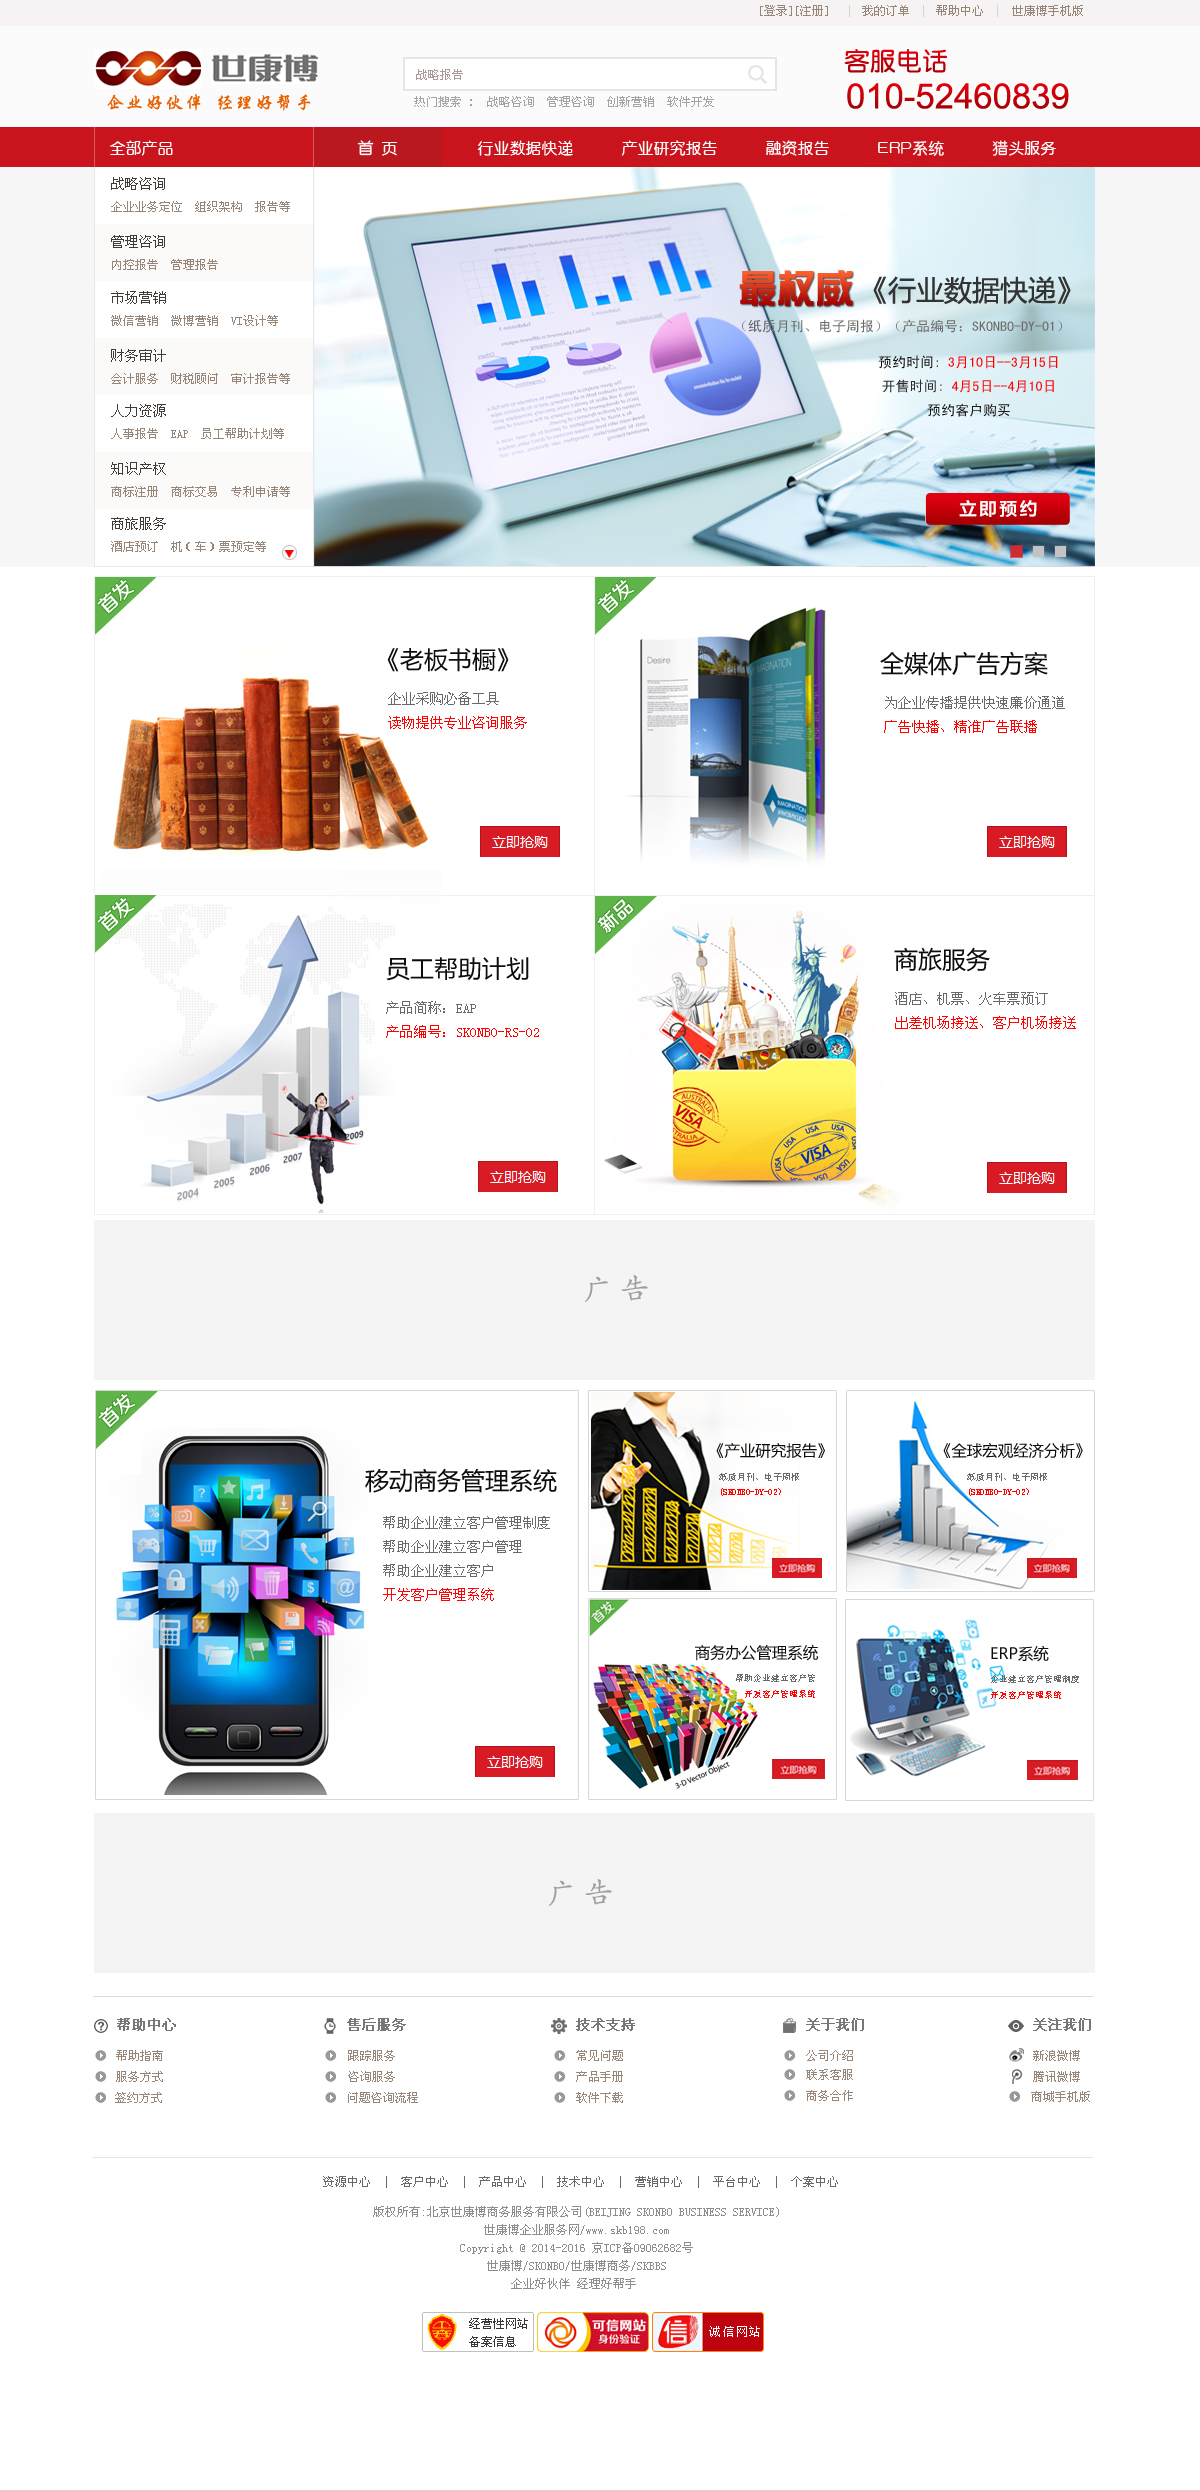 [登录][注册] | 我的订单 | 帮助中心 | 世康博手机版
世康博
企业好伙伴 经理好帮手
战略报告
热门搜索 : 战略咨询 管理咨询 创新营销 软件开发
客服电话
010-52460839
全部产品 首 页 行业数据快递 产业研究报告 融资报告 ERP系统 猎头服务
战略咨询
企业业务定位 组织架构 报告等
管理咨询
内控报告 管理报告
市场营销
微信营销 微博营销 VI设计等
财务审计
会计服务 财税顾问 审计报告等
人力资源
人事报告 EAP 员工帮助计划等
知识产权
商标注册 商标交易 专利申请等
商旅服务
酒店预订 机(车)票预定等
最权威《行业数据快递》
(纸质月刊、电子周报)(产品编号: SKONBO-DY-01)
预约时间: 3月10日--3月15日
开售时间: 4月5日--4月10日
预约客户购买
立即预约
首发
《老板书橱》
企业采购必备工具
读物提供专业咨询服务
立即抢购
首发
Desire
IMAGINATION
IMAGINATION
全媒体广告方案
为企业传播提供快速廉价通道
广告快播、精准广告联播
立即抢购
首发
员工帮助计划
产品简称: EAP
产品编号: SKONBO-RS-02
2004 2005 2006 2007 2009
立即抢购
新品
商旅服务
酒店、机票、火车票预订
出差机场接送、客户机场接送
AUSTRALIA
VISA
AUSTRALIA
USA USA USA
VISA
USA USA
立即抢购
广 告
首发
移动商务管理系统
帮助企业建立客户管理制度
帮助企业建立客户管理
帮助企业建立客户
开发客户管理系统
立即抢购
《产业研究报告》
纸质月刊、电子周报
(SKONBO-DY-02)
立即抢购
《全球宏观经济分析》
纸质月刊、电子周报
(SKONBO-DY-02)
立即抢购
首发
商务办公管理系统
帮助企业建立客户管
开发客户管理系统
3-D Vector Object
立即抢购
ERP系统
企业建立客户管理制度
开发客户管理系统
立即抢购
广 告
帮助中心
帮助指南
服务方式
签约方式
售后服务
跟踪服务
咨询服务
问题咨询流程
技术支持
常见问题
产品手册
软件下载
关于我们
公司介绍
联系客服
商务合作
关注我们
新浪微博
腾讯微博
商城手机版
资源中心 | 客户中心 | 产品中心 | 技术中心 | 营销中心 | 平台中心 | 个案中心
版权所有:北京世康博商务服务有限公司(BEIJING SKONBO BUSINESS SERVICE)
世康博企业服务网/www.skb198.com
Copyright @ 2014-2016 京ICP备09062682号
世康博/SKONBO/世康博商务/SKBBS
企业好伙伴 经理好帮手
经营性网站
备案信息
可信网站
身份验证
信
诚信网站